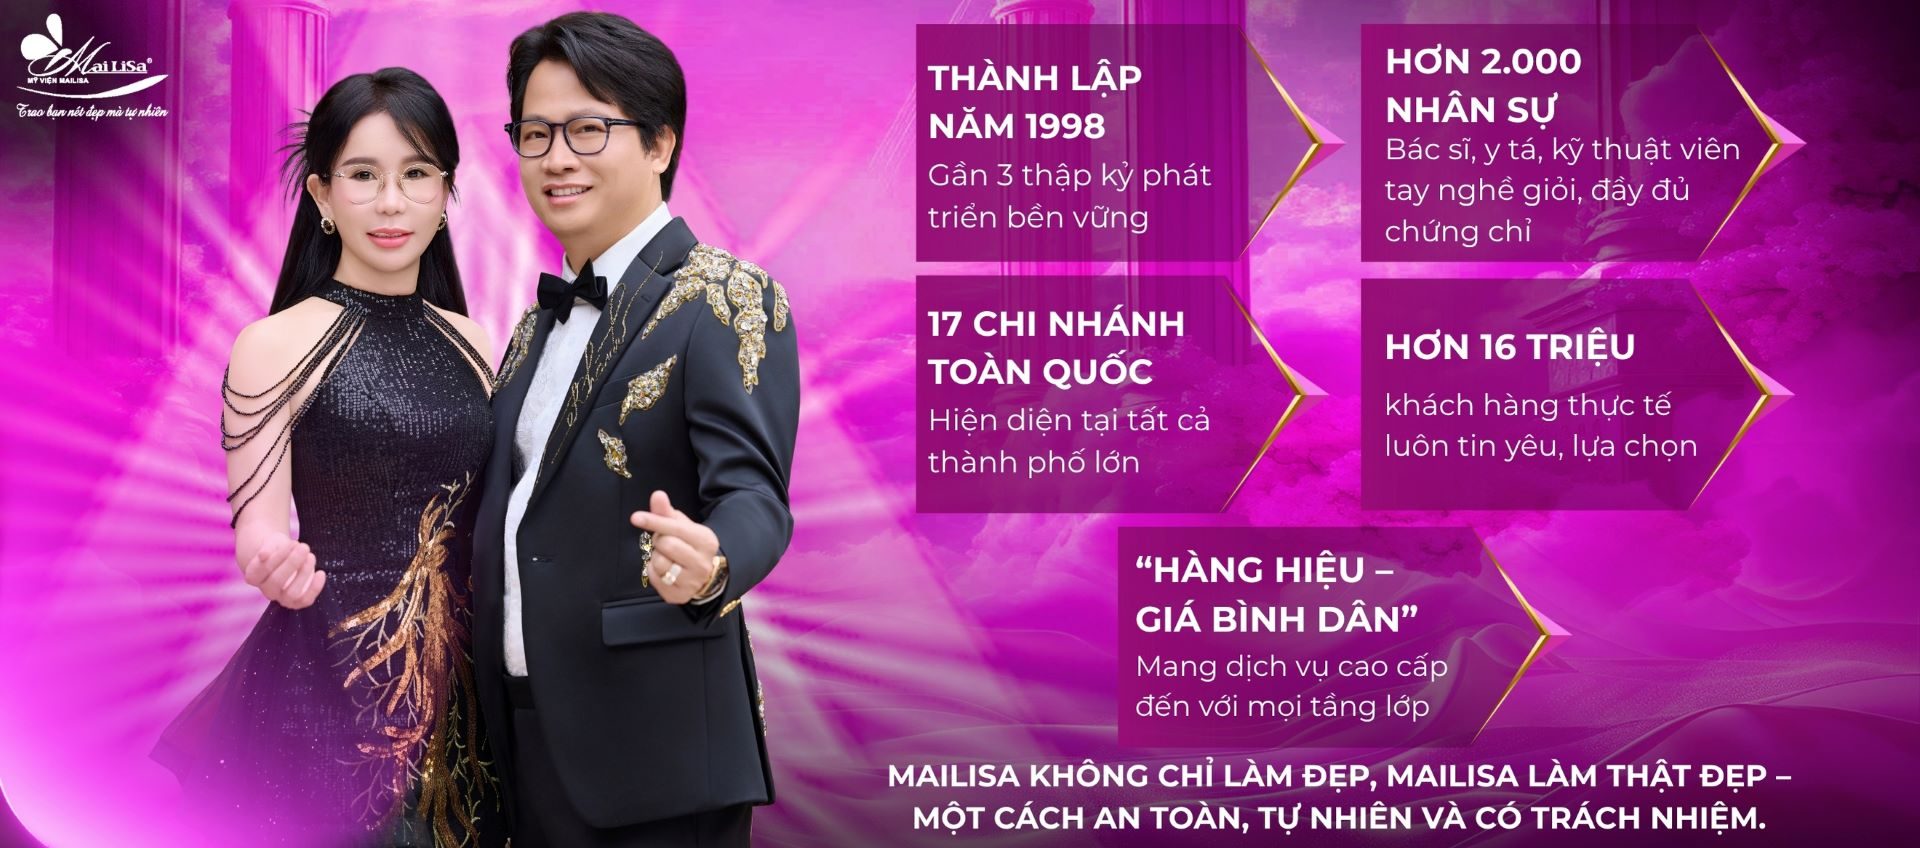 MaiLiSa®
MỸ VIỆN MAILISA
Trao bạn nét đẹp mà tự nhiên
THÀNH LẬP
NĂM 1998
Gần 3 thập kỷ phát
triển bền vững
HƠN 2.000
NHÂN SỰ
Bác sĩ, y tá, kỹ thuật viên
tay nghề giỏi, đầy đủ
chứng chỉ
17 CHI NHÁNH
TOÀN QUỐC
Hiện diện tại tất cả
thành phố lớn
HƠN 16 TRIỆU
khách hàng thực tế
luôn tin yêu, lựa chọn
“HÀNG HIỆU –
GIÁ BÌNH DÂN”
Mang dịch vụ cao cấp
đến với mọi tầng lớp
MAILISA KHÔNG CHỈ LÀM ĐẸP, MAILISA LÀM THẬT ĐẸP –
MỘT CÁCH AN TOÀN, TỰ NHIÊN VÀ CÓ TRÁCH NHIỆM.